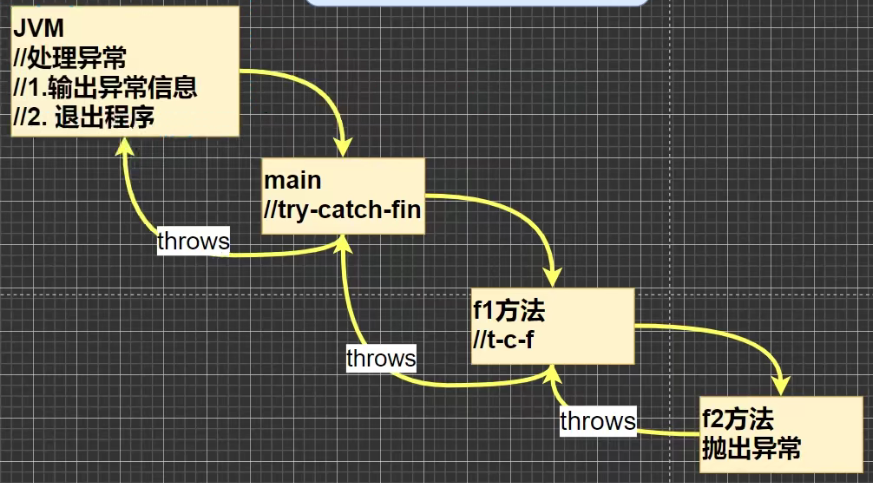 JVM
//处理异常
//1.输出异常信息
//2. 退出程序
main
//try-catch-fin
throws
f1方法
//t-c-f
throws
f2方法
抛出异常
throws